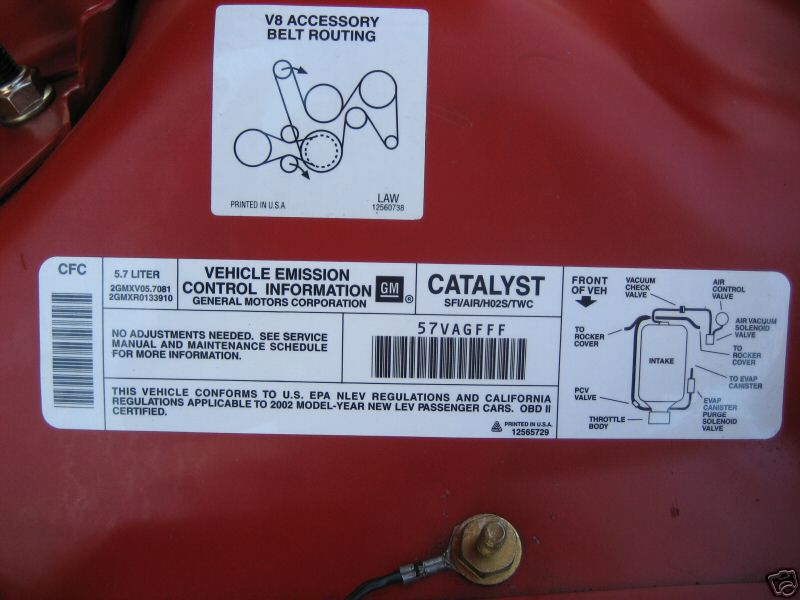 V8 ACCESSORY
BELT ROUTING
PRINTED IN U.S.A.
LAW
12560738
CFC
5.7 LITER
2GMXV05.7081
2GMXR0133910
VEHICLE EMISSION
CONTROL INFORMATION
GENERAL MOTORS CORPORATION
GM
®
CATALYST
SFI/AIR/H02S/TWC
NO ADJUSTMENTS NEEDED. SEE SERVICE
MANUAL AND MAINTENANCE SCHEDULE
FOR MORE INFORMATION.
57VAGFFF
THIS VEHICLE CONFORMS TO U.S. EPA NLEV REGULATIONS AND CALIFORNIA
REGULATIONS APPLICABLE TO 2002 MODEL-YEAR NEW LEV PASSENGER CARS. OBD II
CERTIFIED.
PRINTED IN U.S.A.
12565729
FRONT
OF VEH
VACUUM
CHECK
VALVE
AIR
CONTROL
VALVE
AIR VACUUM
SOLENOID
VALVE
TO
ROCKER
COVER
TO
ROCKER
COVER
INTAKE
TO EVAP
CANISTER
PCV
VALVE
EVAP
CANISTER
PURGE
SOLENOID
VALVE
THROTTLE
BODY